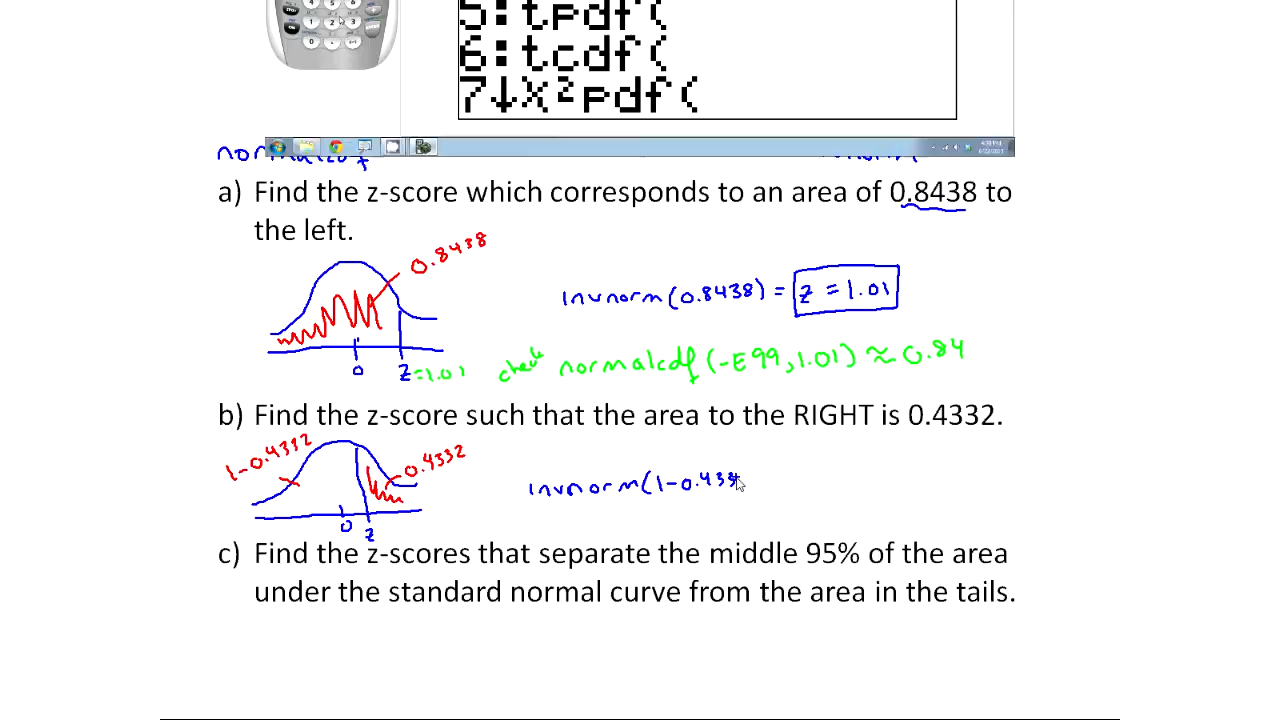 5:tpdf(
6:tcdf(
7↓X²pdf(
a) Find the z-score which corresponds to an area of 0.8438 to
the left.
0.8438
invnorm(0.8438) = z = 1.01
0
z=1.01
check normalcdf(-E99,1.01) ≈ 0.84
b) Find the z-score such that the area to the RIGHT is 0.4332.
1-0.4332
0.4332
invnorm(1-0.433
0
z
c) Find the z-scores that separate the middle 95% of the area
under the standard normal curve from the area in the tails.